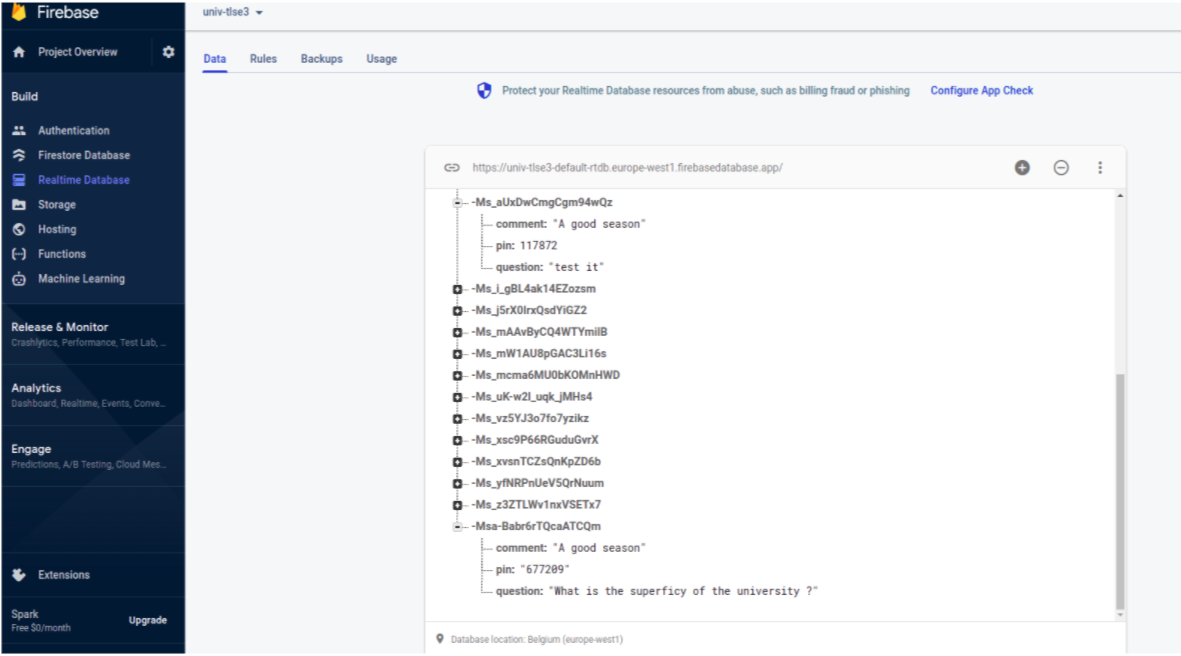 Firebase
univ-tlse3
Project Overview
Data Rules Backups Usage
Protect your Realtime Database resources from abuse, such as billing fraud or phishing Configure App Check
Build
Authentication
Firestore Database
Realtime Database
Storage
Hosting
Functions
Machine Learning
Release & Monitor
Crashlytics, Performance, Test Lab, ...
Analytics
Dashboard, Realtime, Events, Conve...
Engage
Predictions, A/B Testing, Cloud Mes...
Extensions
Spark
Free $0/month
Upgrade
https://univ-tlse3-default-rtdb.europe-west1.firebasedatabase.app/
-Ms_aUxDwCmgCgm94wQz
comment: "A good season"
pin: 117872
question: "test it"
-Ms_i_gBL4ak14EZozsm
-Ms_j5rX0IrxQsdYiGZ2
-Ms_mAAvByCQ4WTYmilB
-Ms_mW1AU8pGAC3Li16s
-Ms_mcma6MU0bKOMnHWD
-Ms_uK-w2I_uqk_jMHs4
-Ms_vz5YJ3o7fo7yzikz
-Ms_xsc9P66RGuduGvrX
-Ms_xvsnTCZsQnKpZD6b
-Ms_yfNRPnUeV5QrNuum
-Ms_z3ZTLWv1nxVSETx7
-Msa-Babr6rTQcaATCQm
comment: "A good season"
pin: "677209"
question: "What is the superficy of the university ?"
Database location: Belgium (europe-west1)